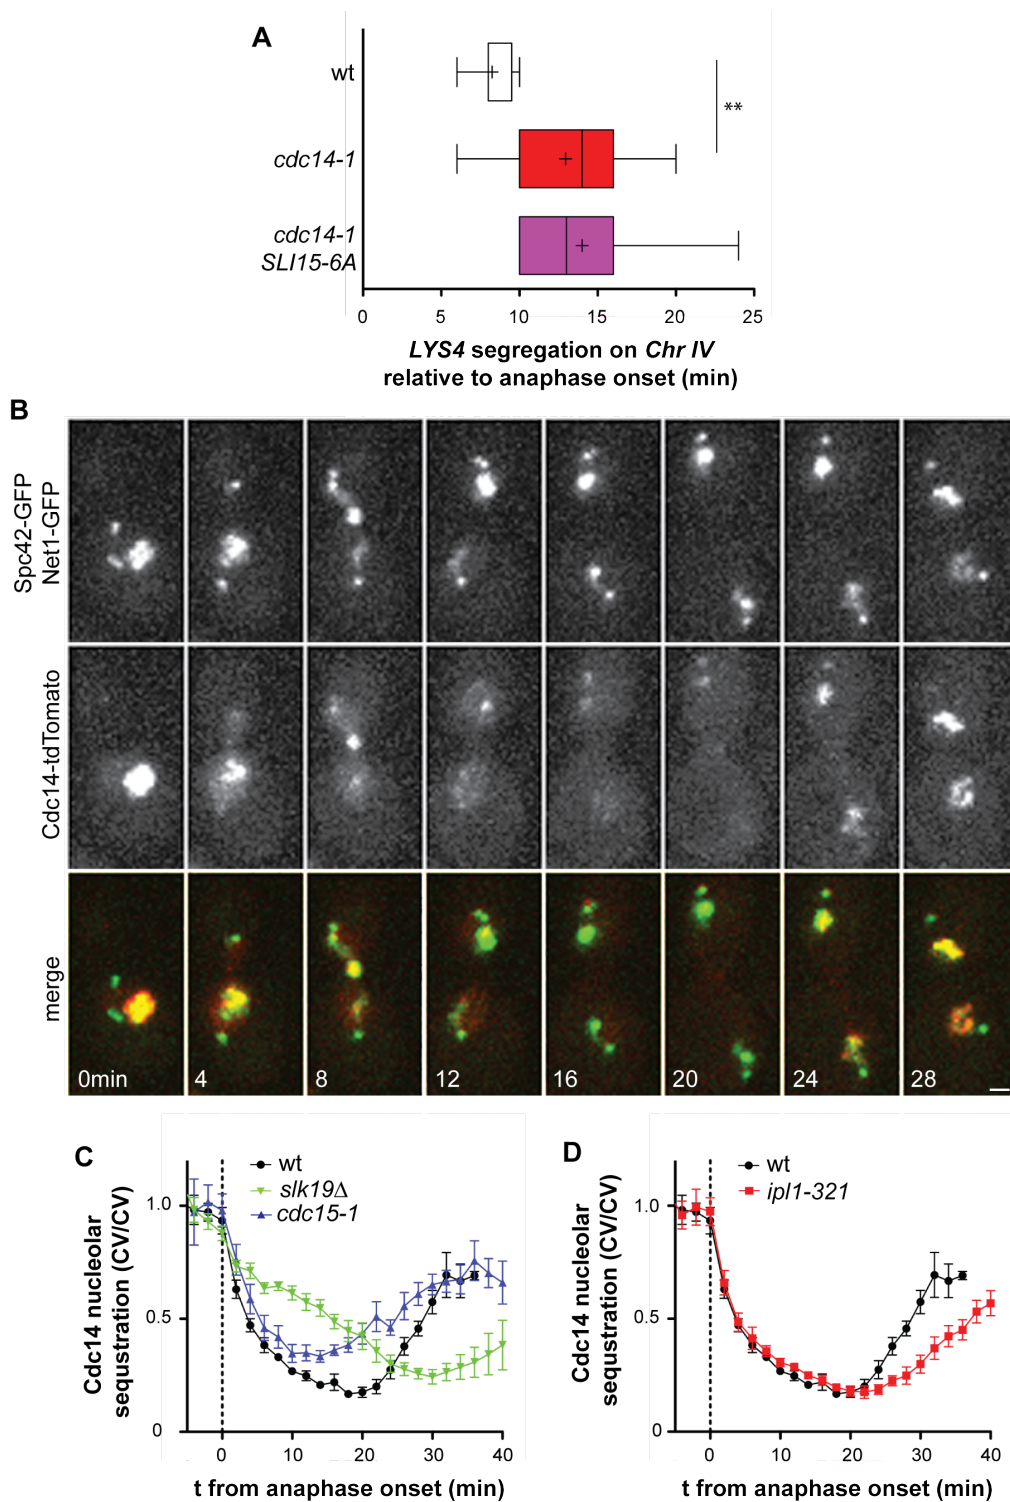 A
wt
**
cdc14-1
cdc14-1
SLI15-6A
0 5 10 15 20 25
LYS4 segregation on Chr IV
relative to anaphase onset (min)
B
Spc42-GFP
Net1-GFP
Cdc14-tdTomato
merge
0min 4 8 12 16 20 24 28
C
wt
slk19Δ
cdc15-1
1.0
0.5
0
Cdc14 nucleolar
sequstration (CV/CV)
0 10 20 30 40
t from anaphase onset (min)
D
wt
ipl1-321
1.0
0.5
0
Cdc14 nucleolar
sequstration (CV/CV)
0 10 20 30 40
t from anaphase onset (min)